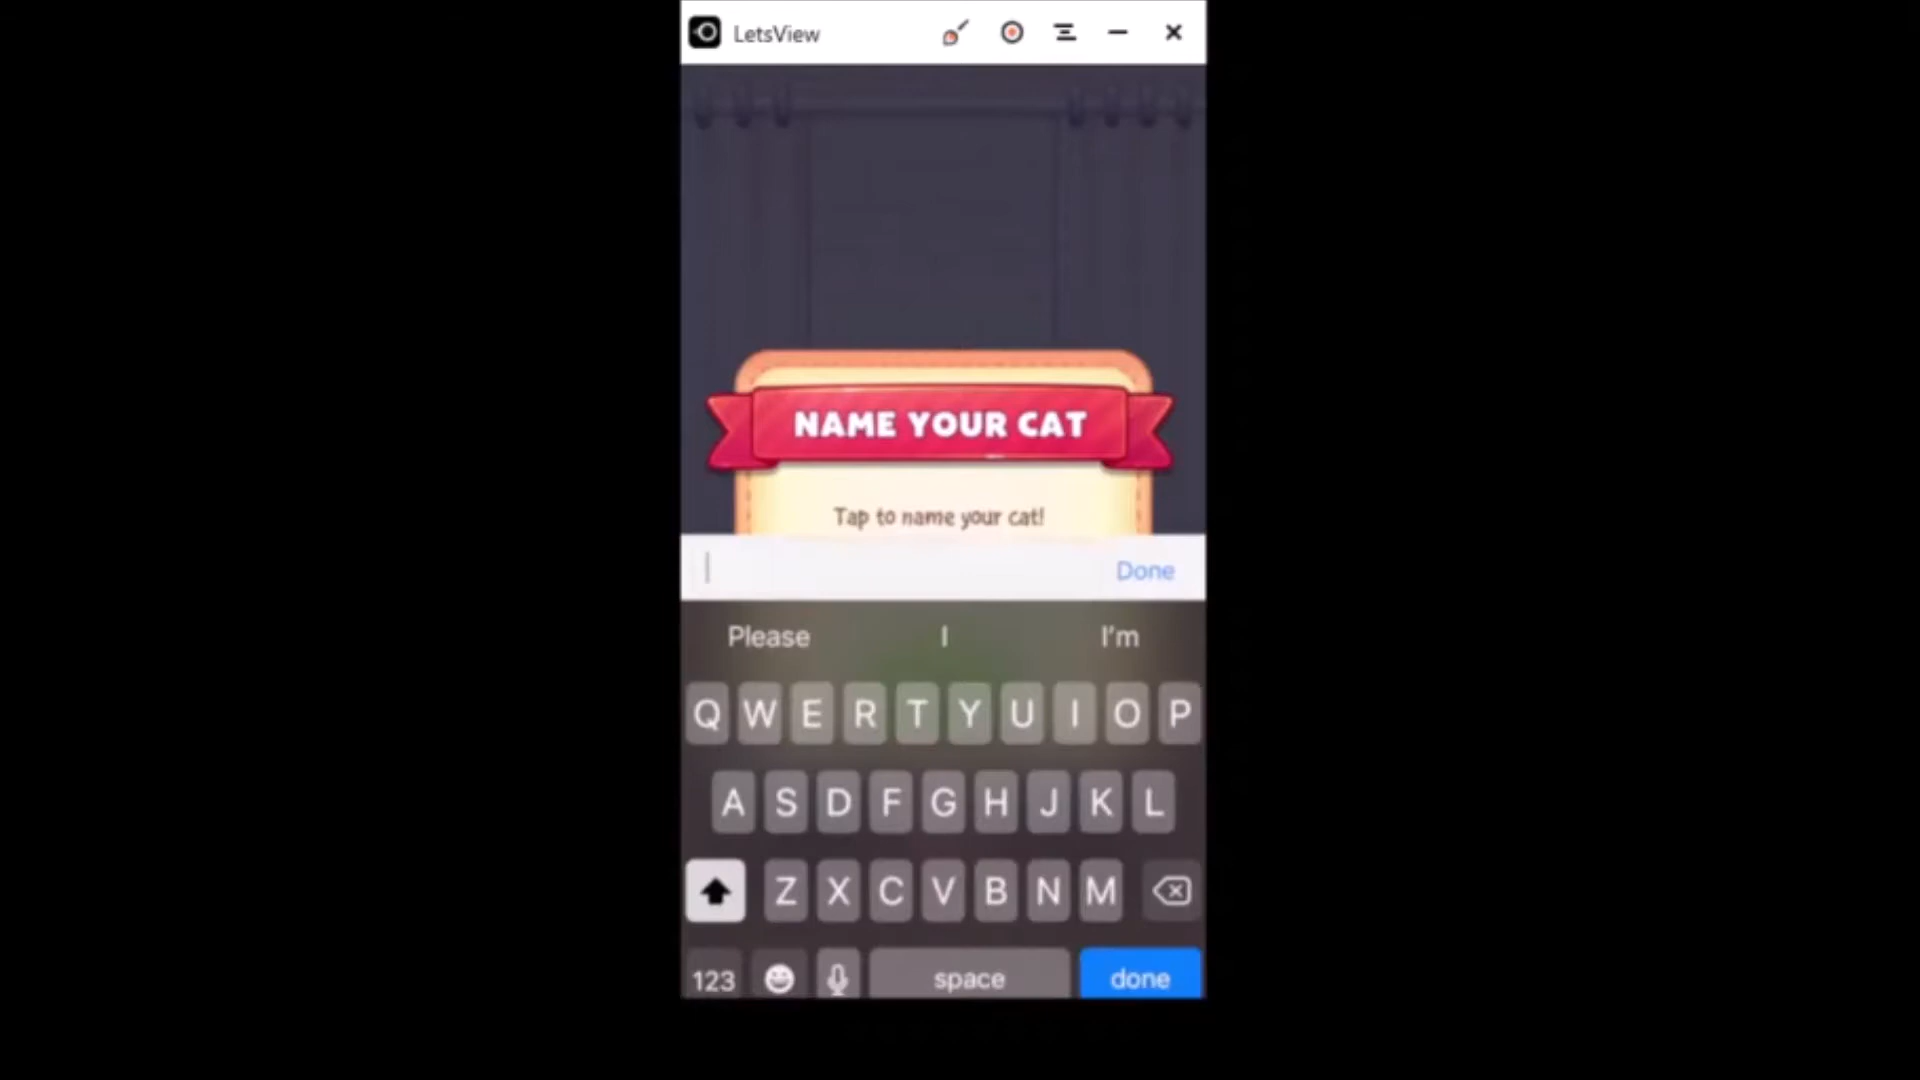 LetsView
NAME YOUR CAT
Tap to name your cat!
Done
Please I I'm
Q W E R T Y U I O P
A S D F G H J K L
Z X C V B N M
123 space done